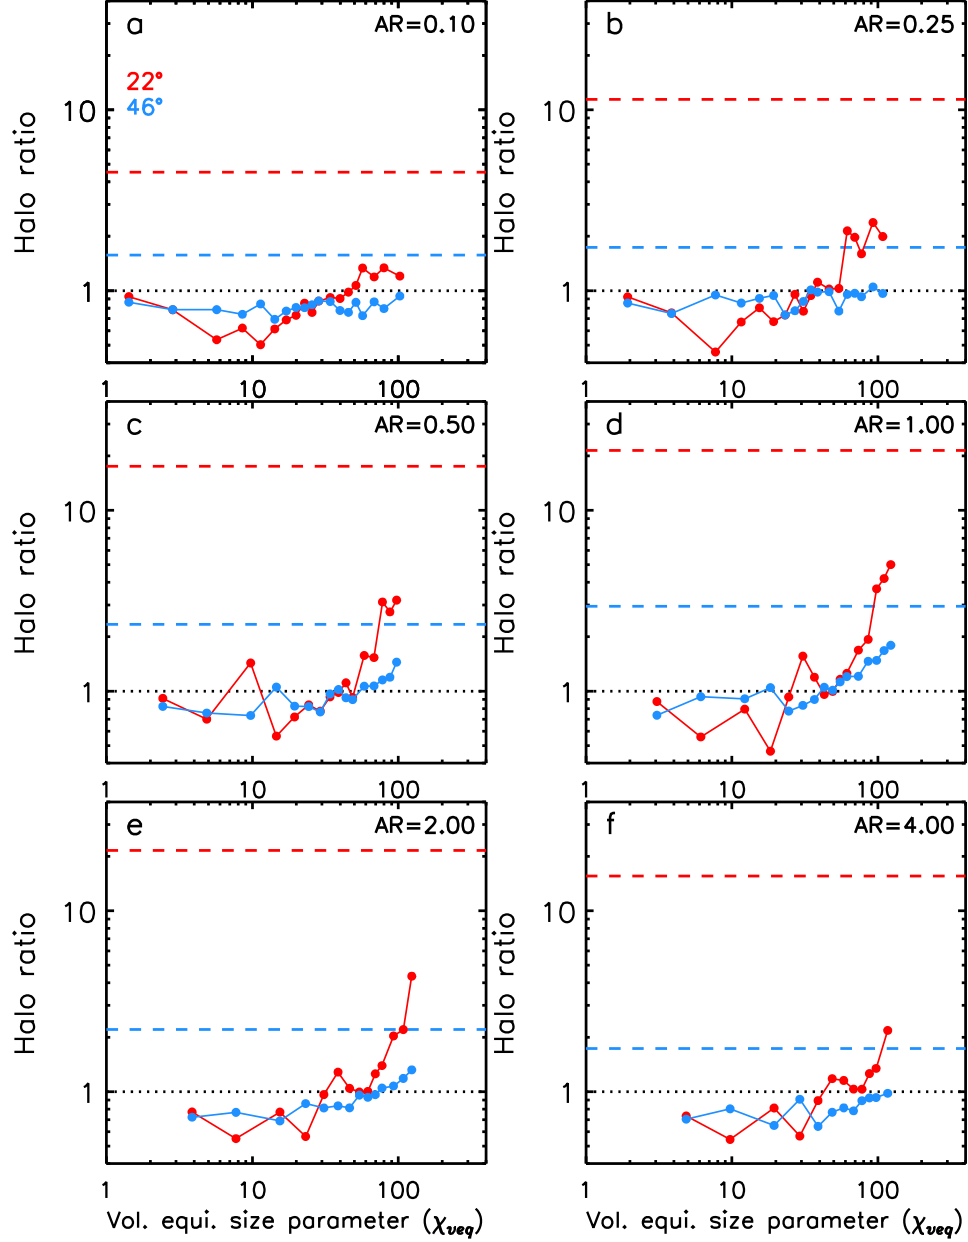 a AR=0.10
22°
46°
10
1
Halo ratio
1 10 100
b AR=0.25
10
1
Halo ratio
1 10 100
c AR=0.50
10
1
Halo ratio
1 10 100
d AR=1.00
10
1
Halo ratio
1 10 100
e AR=2.00
10
1
Halo ratio
1 10 100
Vol. equi. size parameter (χveq)
f AR=4.00
10
1
Halo ratio
1 10 100
Vol. equi. size parameter (χveq)